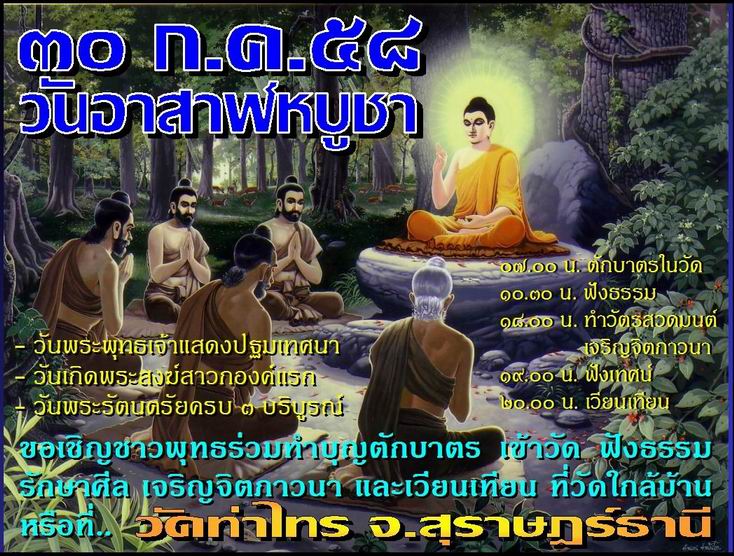 ๓๐ ก.ค.๕๘
วันอาสาฬหบูชา
๐๗.๐๐ น. ตักบาตรในวัด
๑๐.๓๐ น. ฟังธรรม
๑๘.๐๐ น. ทำวัตรสวดมนต์
เจริญจิตภาวนา
๑๙.๐๐ น. ฟังเทศน์
๒๐.๐๐ น. เวียนเทียน
- วันพระพุทธเจ้าแสดงปฐมเทศนา
- วันเกิดพระสงฆ์สาวกองค์แรก
- วันพระรัตนตรัยครบ ๓ บริบูรณ์
ขอเชิญชาวพุทธร่วมทำบุญตักบาตร เข้าวัด ฟังธรรม
รักษาศีล เจริญจิตภาวนา และเวียนเทียน ที่วัดใกล้บ้าน
หรือที่.. วัดท่าไทร จ.สุราษฎร์ธานี